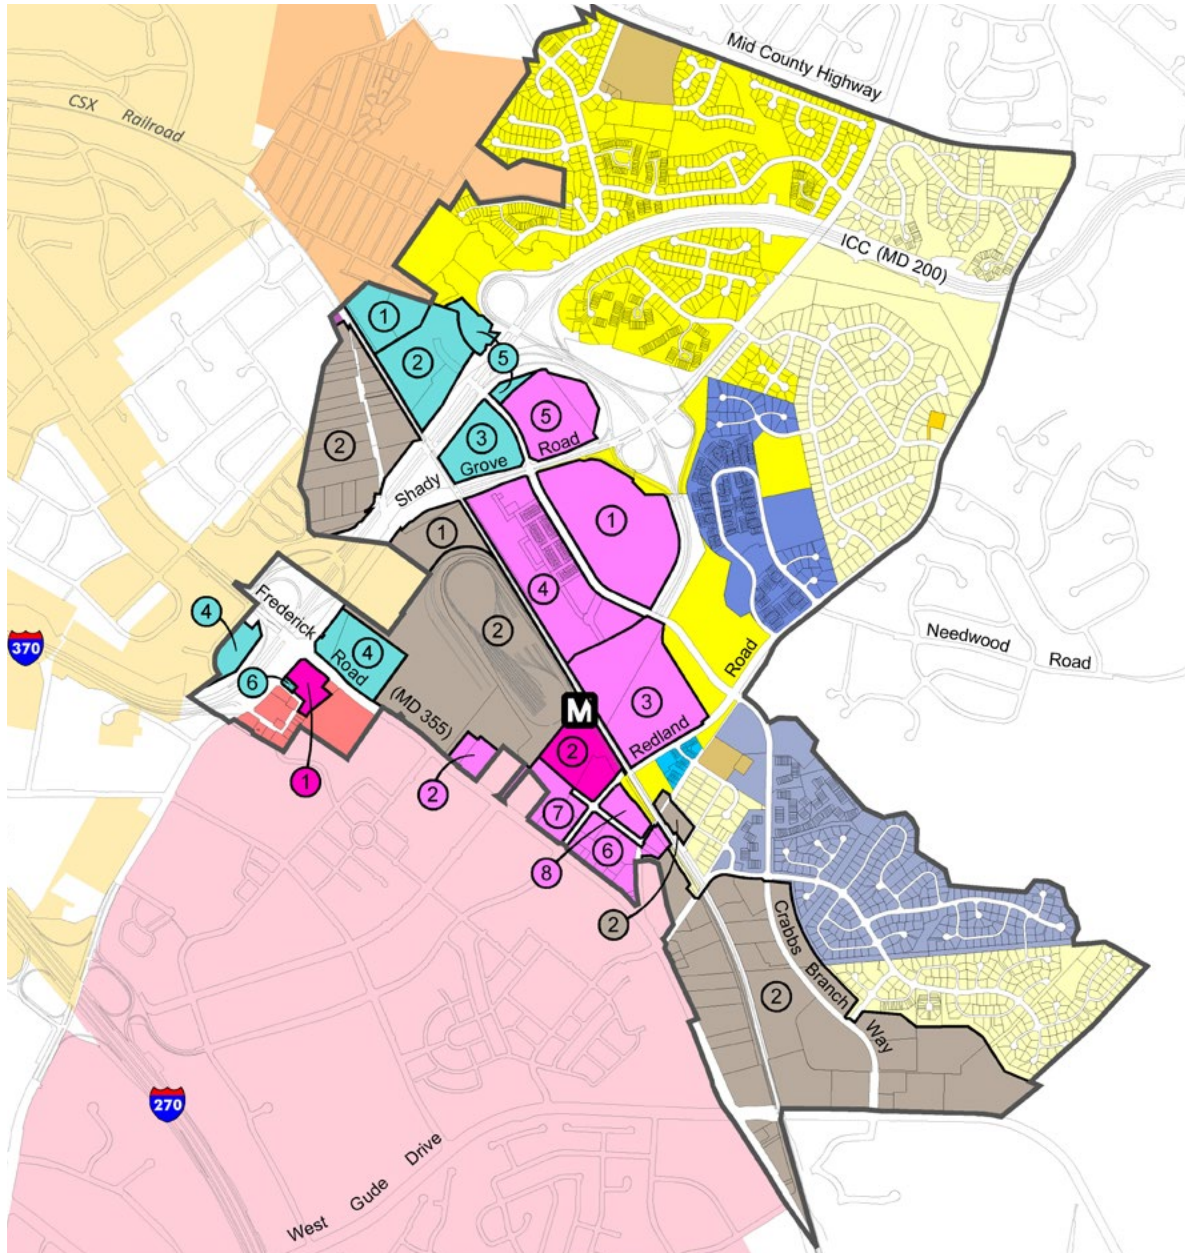 Mid County Highway
CSX Railroad
ICC (MD 200)
1
2
5
5
3
2
Shady Grove Road
1
1
4
2
Frederick Road (MD 355)
4
4
370
6
Needwood Road
3
M
Redland Road
2
1
2
7
6
8
2
Crabbs Branch Way
2
270
West Gude Drive